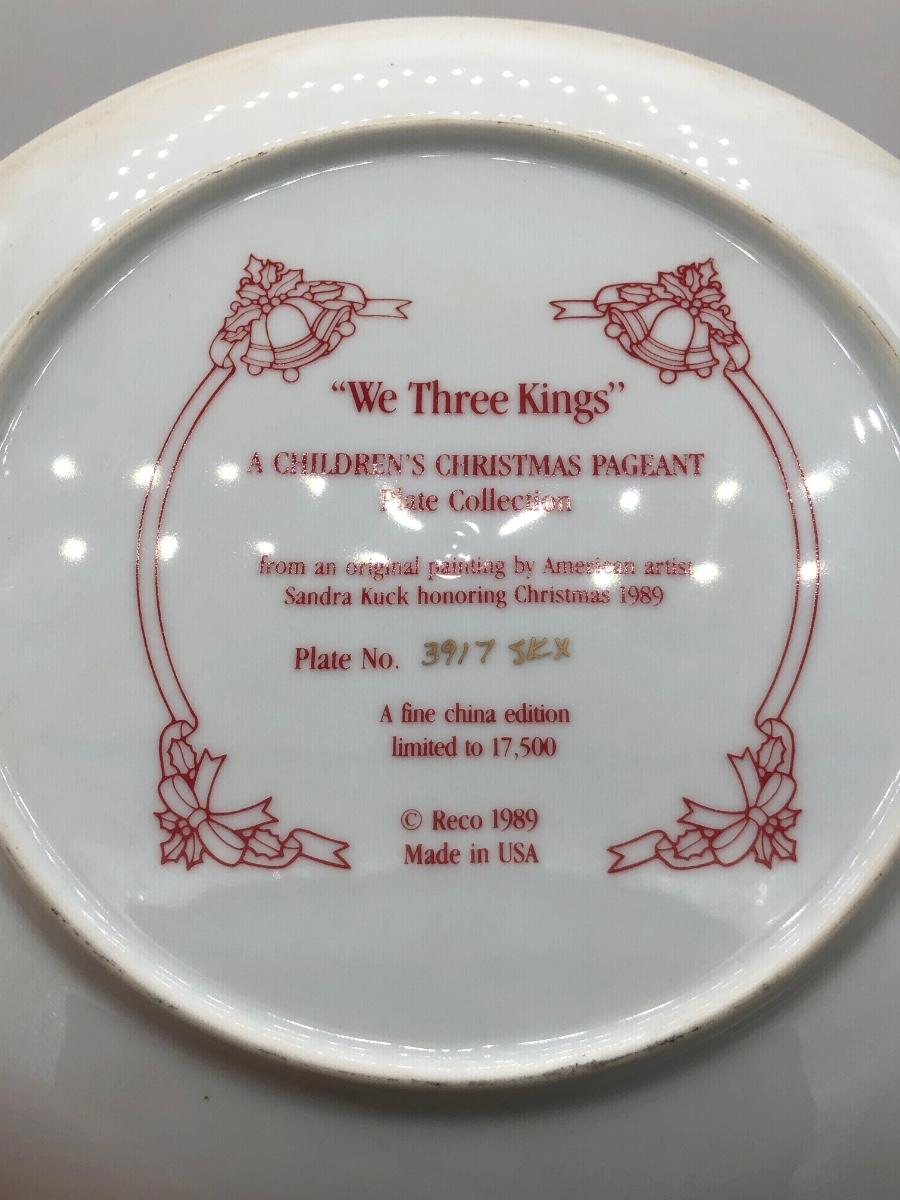 “We Three Kings”
A CHILDREN'S CHRISTMAS PAGEANT
Plate Collection
from an original painting by American artist
Sandra Kuck honoring Christmas 1989
Plate No. 3917 SKX
A fine china edition
limited to 17,500
© Reco 1989
Made in USA